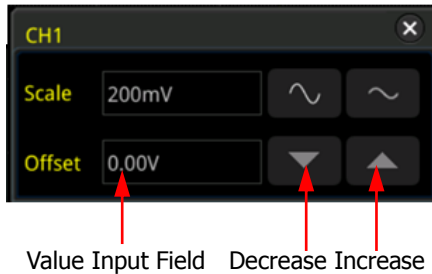 CH1
Scale 200mV
Offset 0.00V
Value Input Field Decrease Increase